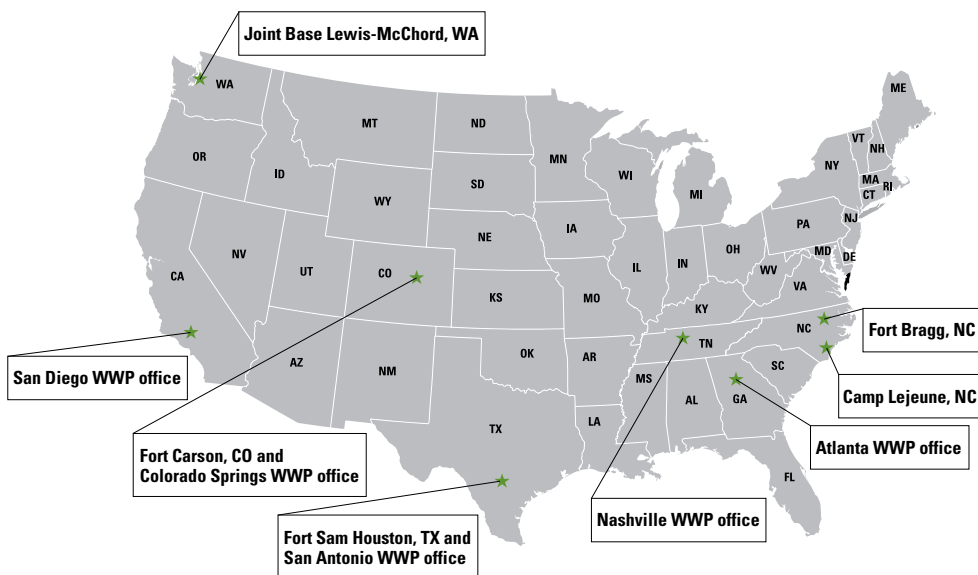 Joint Base Lewis-McChord, WA
WA
ME
MT
ND
VT
MN
NH
OR
NY
ID
SD
WI
MA
RI
CT
MI
WY
PA
NJ
IA
NE
OH
MD
DE
NV
IL
IN
UT
CO
WV
CA
VA
KS
MO
KY
NC
Fort Bragg, NC
TN
OK
AR
AZ
NM
SC
San Diego WWP office
MS
AL
GA
Camp Lejeune, NC
LA
TX
Atlanta WWP office
Fort Carson, CO and
Colorado Springs WWP office
FL
Nashville WWP office
Fort Sam Houston, TX and
San Antonio WWP office